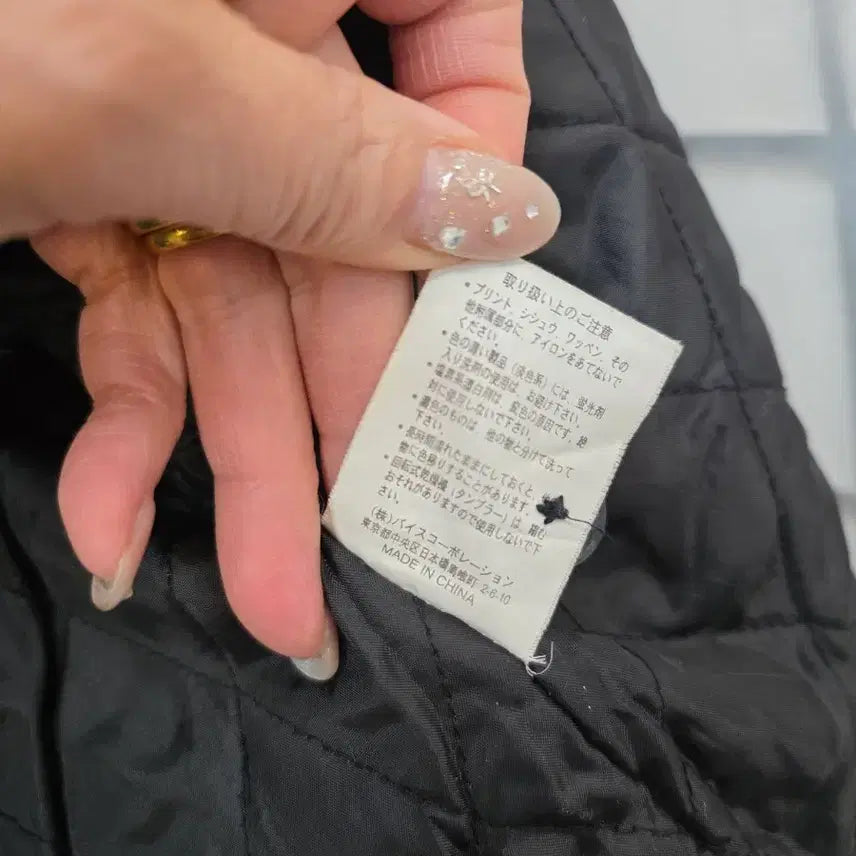 取り扱い上のご注意
・プリント、シシュウ ワッペン、その
他附属部分に、アイロンをあてないで
ください。
・色の薄い製品(淡色系)には、蛍光剤
入り洗剤の使用は、お避け下さい。
・塩素系漂白剤は、変色の原因です。絶
対に使用しないで下さい。
・濃色のものは、他の物と分けて洗って
下さい。
・長時間濡れたままにしておくと、他の
物に色移りすることがあります。
・回転式乾燥機(タンブラー)は、縮む
おそれがありますので使用しないで下
さい。
(株)バイスコーポレーション
東京都中央区日本橋馬喰町 2-6-10
MADE IN CHINA